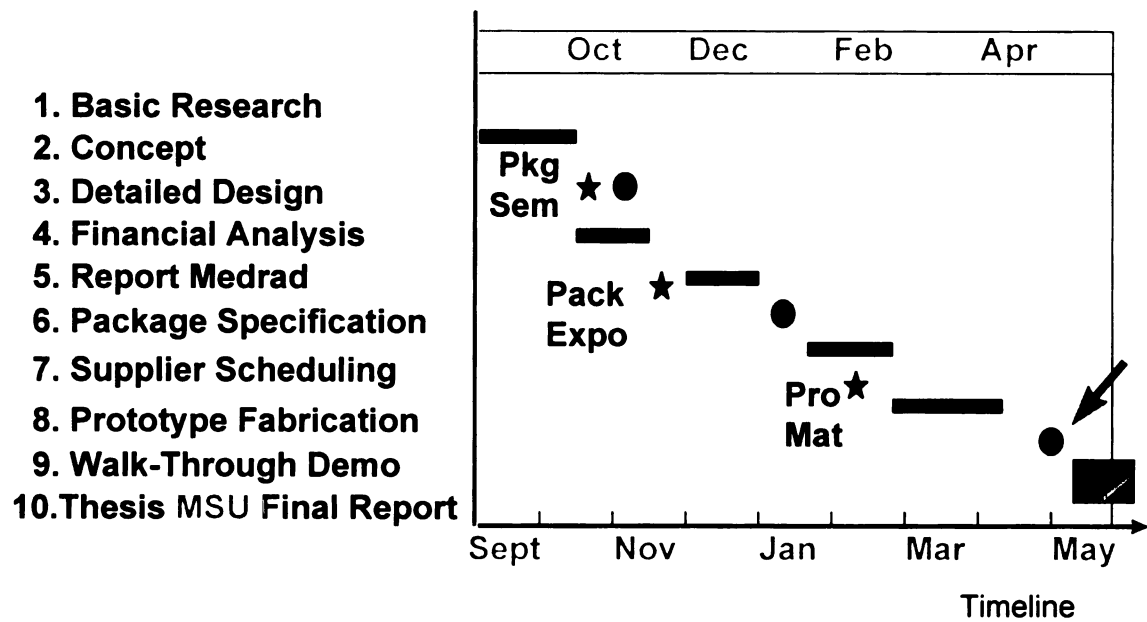 Oct Dec Feb Apr
1. Basic Research
2. Concept
3. Detailed Design
4. Financial Analysis
5. Report Medrad
6. Package Specification
7. Supplier Scheduling
8. Prototype Fabrication
9. Walk-Through Demo
10.Thesis MSU Final Report
Pkg
Sem
Pack
Expo
Pro
Mat
Sept Nov Jan Mar May
Timeline